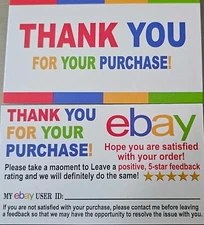 THANK YOU
FOR YOUR PURCHASE!
THANK YOU
FOR YOUR
PURCHASE!
ebay
Hope you are satisfied
with your order!
Please take a maoment to Leave a positive, 5-star feedback
rating and we will definitely do the same!
MY ebay USER ID:
If you are not satisfied with your purchase, please contact me before leaving
a feedback so that we may have the opportunity to resolve the issue with you.